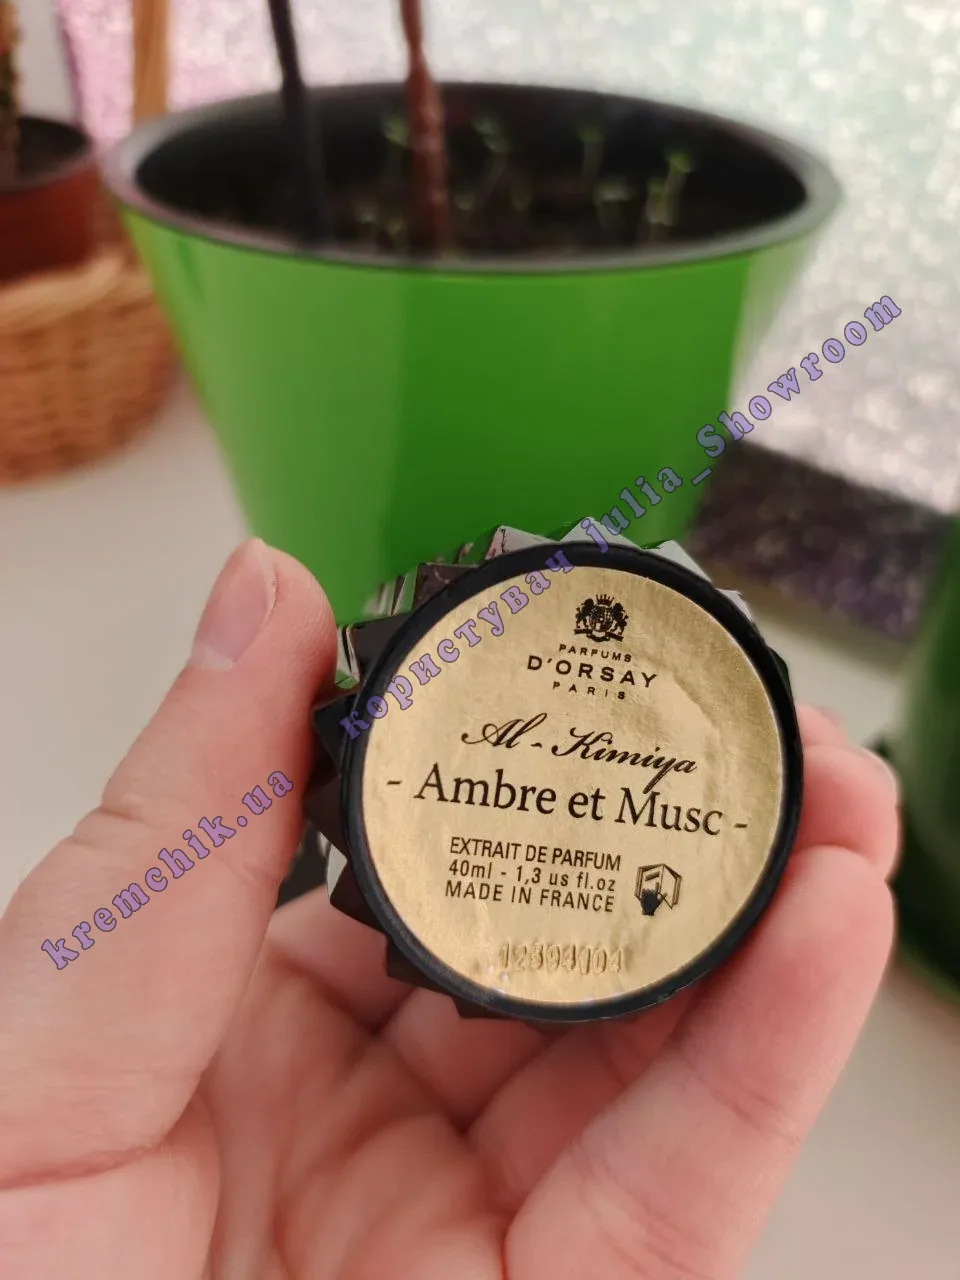 PARFUMS
D'ORSAY
PARIS
Al-Kimiya
- Ambre et Musc -
EXTRAIT DE PARFUM
40ml - 1,3 us fl.oz
MADE IN FRANCE
kremchik.ua користувач julia_Showroom